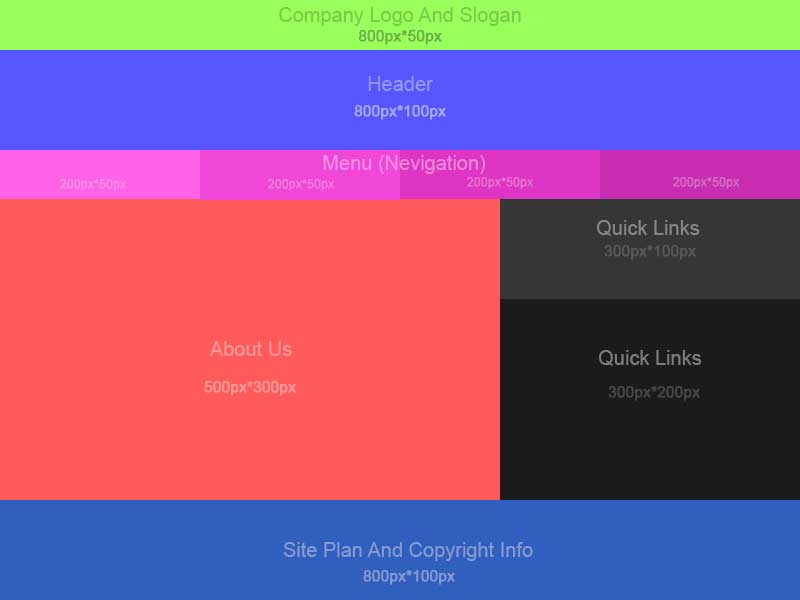 Company Logo And Slogan
800px*50px
Header
800px*100px
Menu (Nevigation)
200px*50px
200px*50px
200px*50px
200px*50px
Quick Links
300px*100px
About Us
500px*300px
Quick Links
300px*200px
Site Plan And Copyright Info
800px*100px